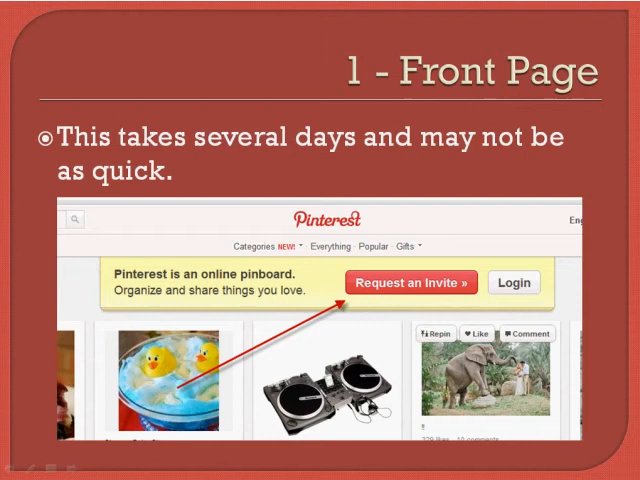 1 - Front Page
This takes several days and may not be
as quick.
Pinterest
Eng
Categories NEW! Everything Popular Gifts
Pinterest is an online pinboard.
Organize and share things you love.
Request an Invite »
Login
Repin Like Comment